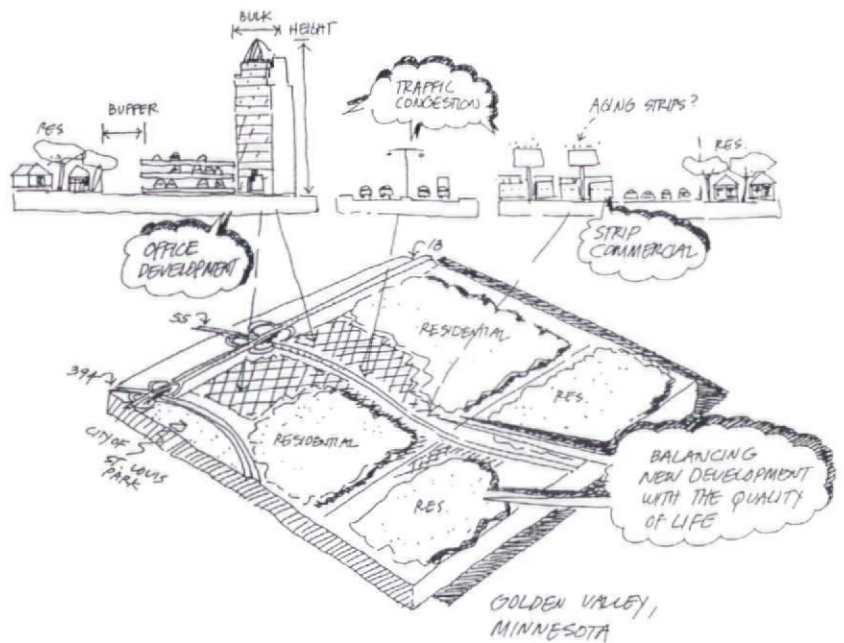 BULK
HEIGHT
BUFFER
RES.
TRAFFIC
CONGESTION
AGING STRIPS?
RES.
OFFICE
DEVELOPMENT
STRIP
COMMERCIAL
18
55
394
RESIDENTIAL
RES.
RESIDENTIAL
RES.
CITY OF
ST. LOUIS
PARK
BALANCING
NEW DEVELOPMENT
WITH THE QUALITY
OF LIFE
GOLDEN VALLEY,
MINNESOTA